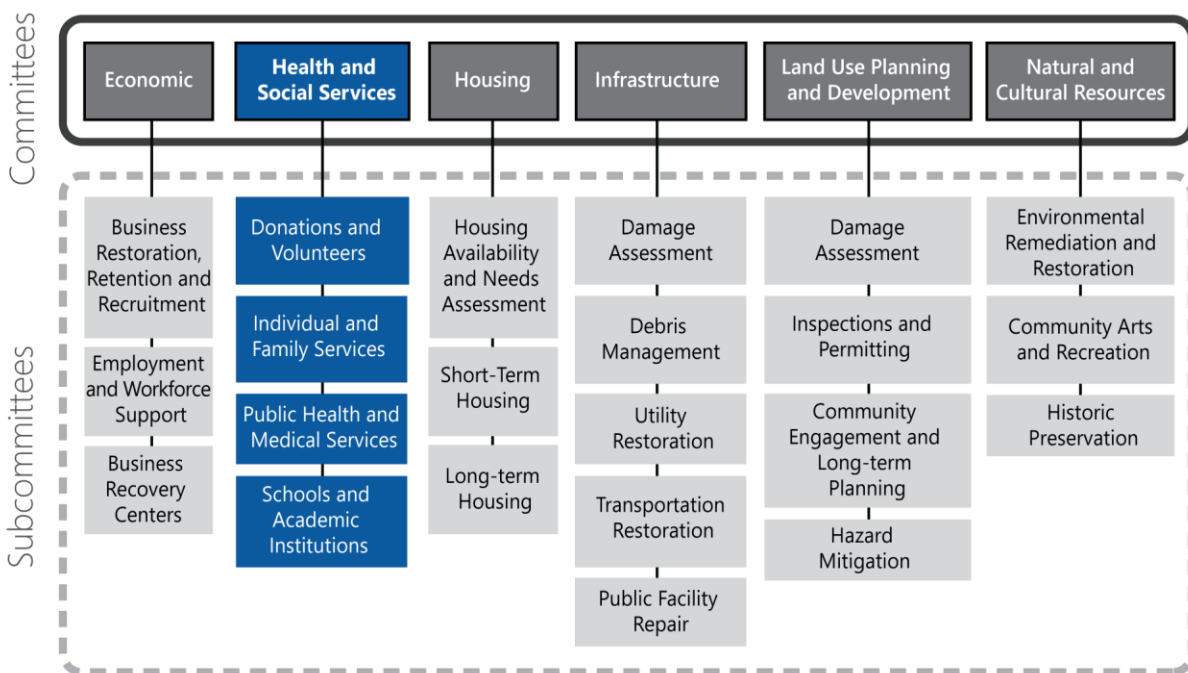 Committees
Economic
Health and
Social Services
Housing
Infrastructure
Land Use Planning
and Development
Natural and
Cultural Resources
Subcommittees
Business
Restoration,
Retention and
Recruitment
Employment
and Workforce
Support
Business
Recovery
Centers
Donations and
Volunteers
Individual and
Family Services
Public Health and
Medical Services
Schools and
Academic
Institutions
Housing
Availability
and Needs
Assessment
Short-Term
Housing
Long-term
Housing
Damage
Assessment
Debris
Management
Utility
Restoration
Transportation
Restoration
Public Facility
Repair
Damage
Assessment
Inspections and
Permitting
Community
Engagement and
Long-term
Planning
Hazard
Mitigation
Environmental
Remediation and
Restoration
Community Arts
and Recreation
Historic
Preservation